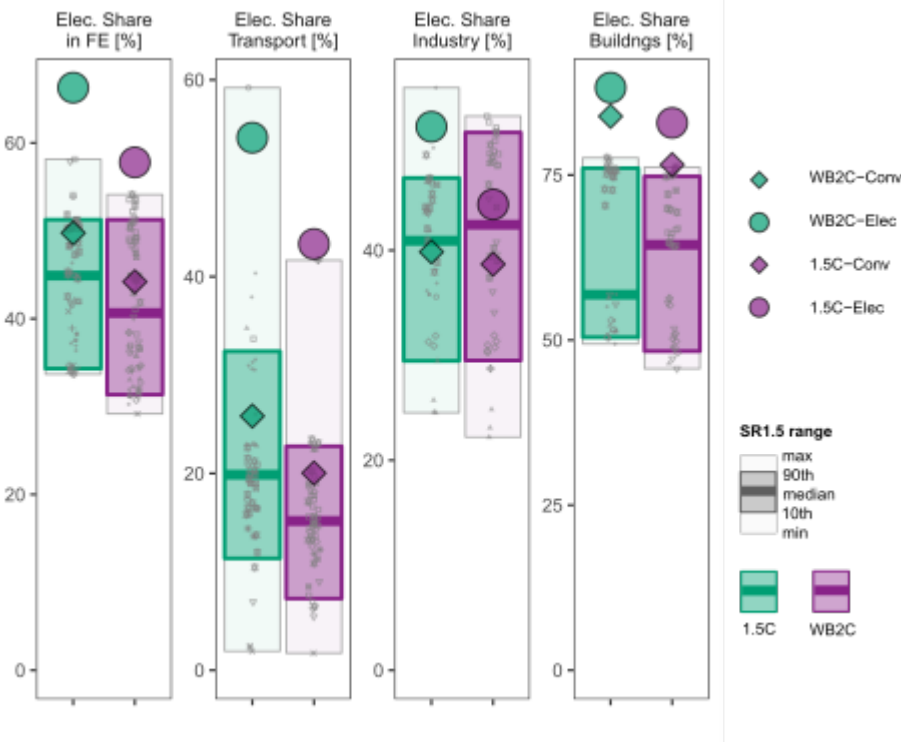 Elec. Share
in FE [%]
Elec. Share
Transport [%]
Elec. Share
Industry [%]
Elec. Share
Buildngs [%]
60
40
20
0
60
40
20
0
40
20
0
75
50
25
0
WB2C-Conv
WB2C-Elec
1.5C-Conv
1.5C-Elec
SR1.5 range
max
90th
median
10th
min
1.5C
WB2C